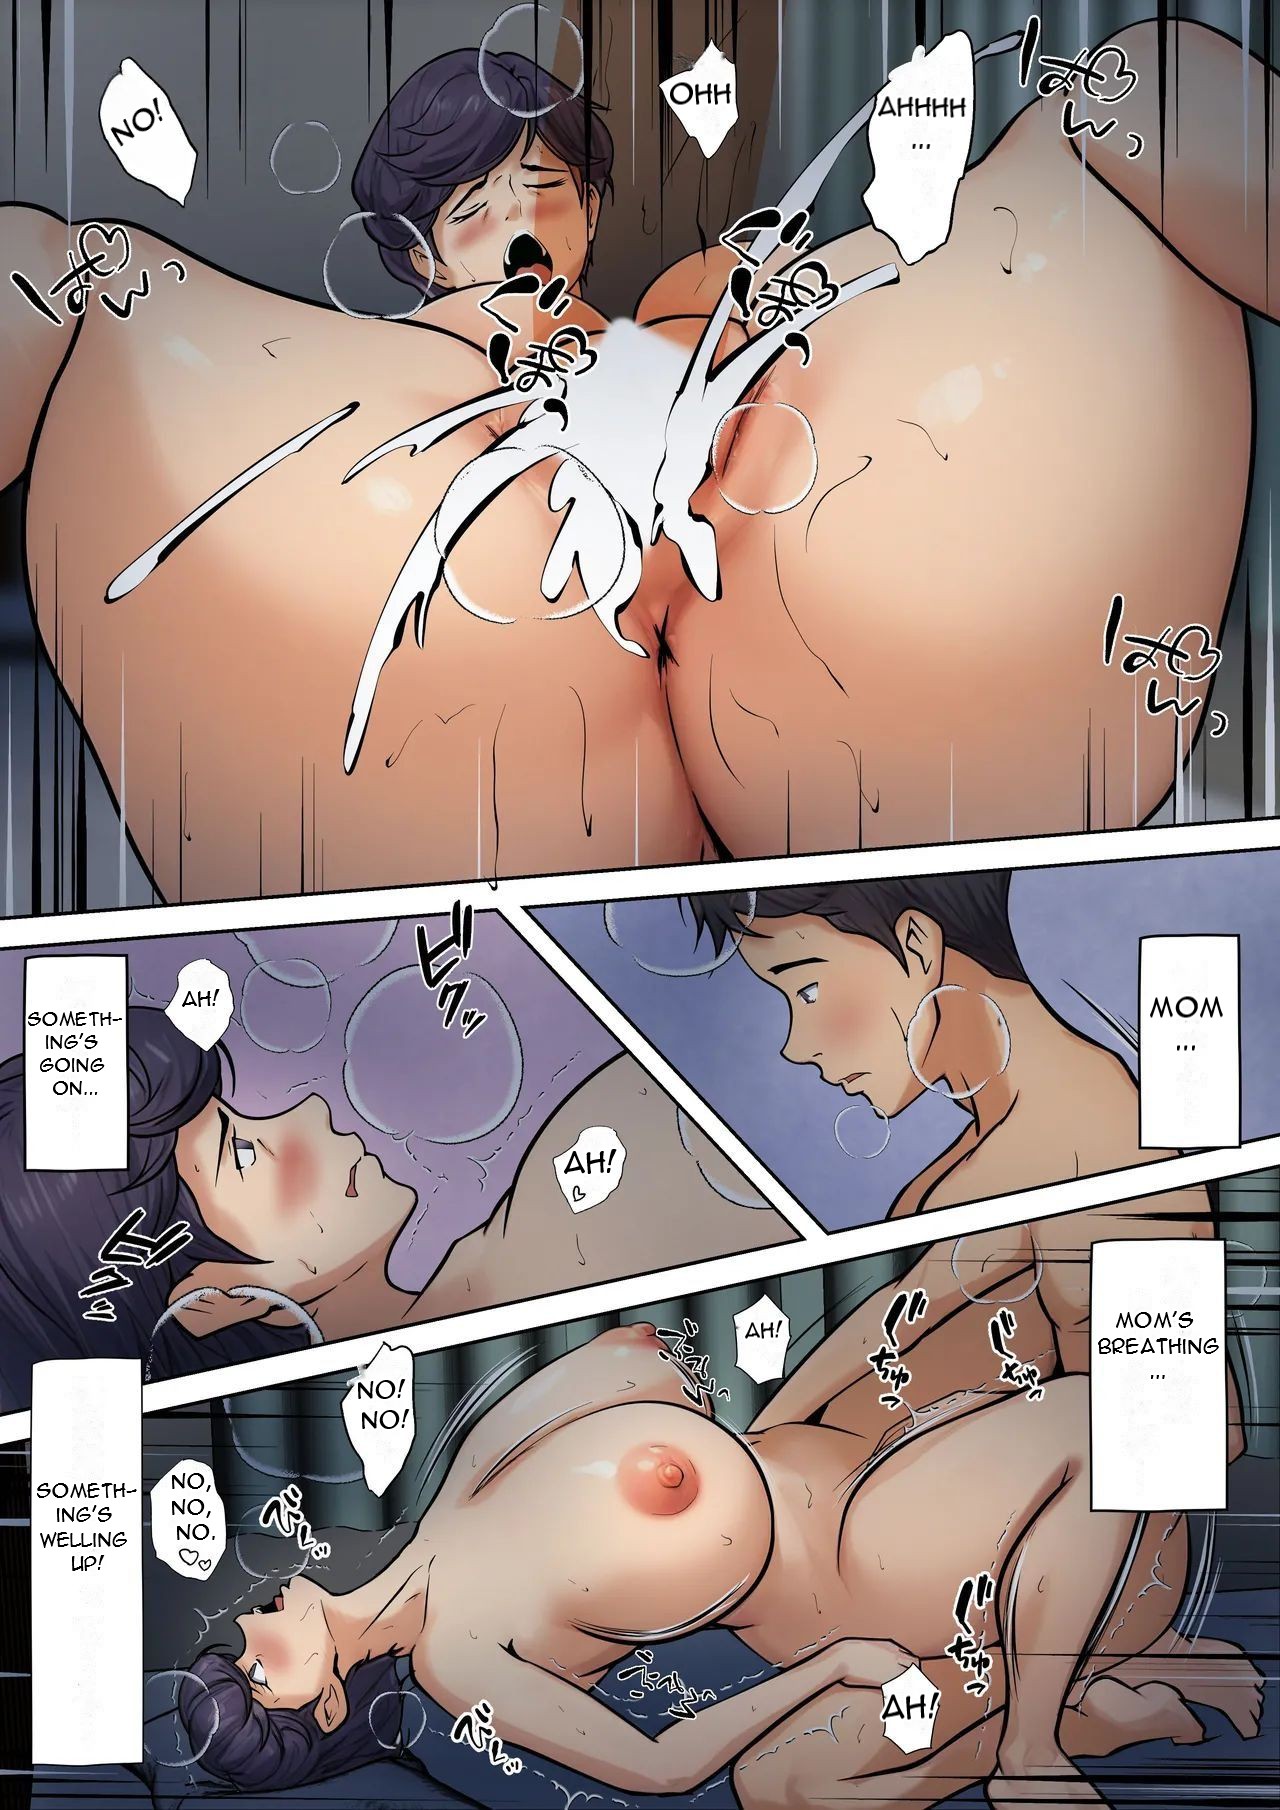 NO!
OHH
AHHHH
...
MOM
...
SOMETH-
ING'S
GOING
ON...
AH!
AH!
♡
MOM'S
BREATHING
...
AH!
NO!
NO!
NO,
NO,
NO.
♡♡
SOMETH-
ING'S
WELLING
UP!
AH!